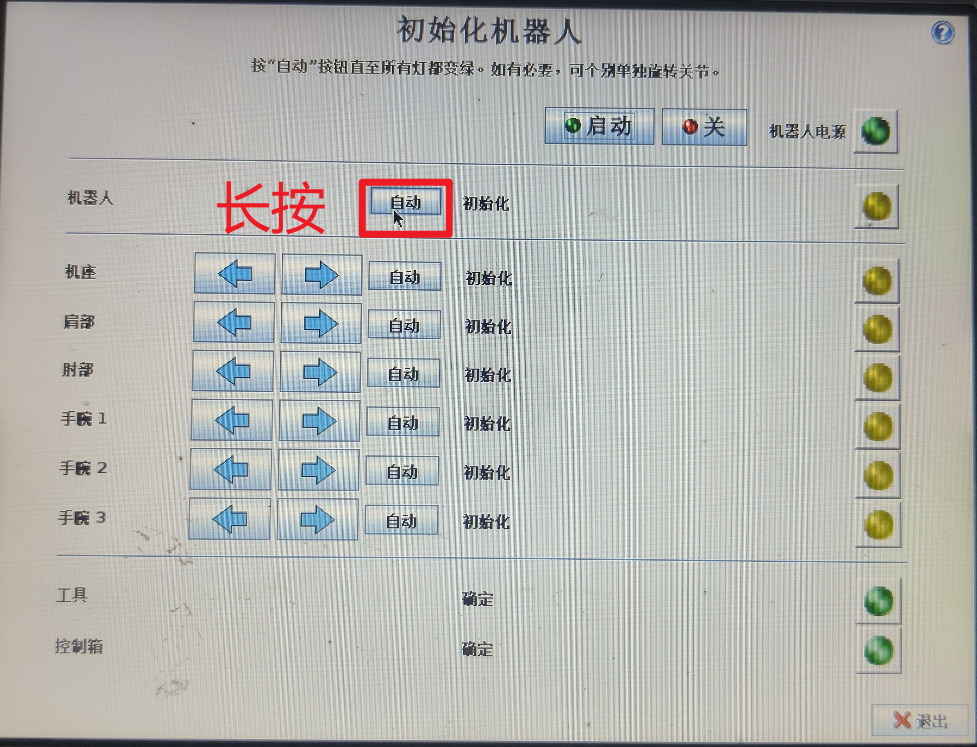 初始化机器人
按“自动”按钮直至所有灯都变绿。如有必要，可个别单独旋转关节。
启动 关 机器人电源
机器人 长按 自动 初始化
机座 自动 初始化
肩部 自动 初始化
肘部 自动 初始化
手腕 1 自动 初始化
手腕 2 自动 初始化
手腕 3 自动 初始化
工具 确定
控制箱 确定
退出